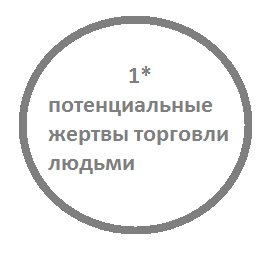 1*
потенциальные
жертвы торговли
людьми